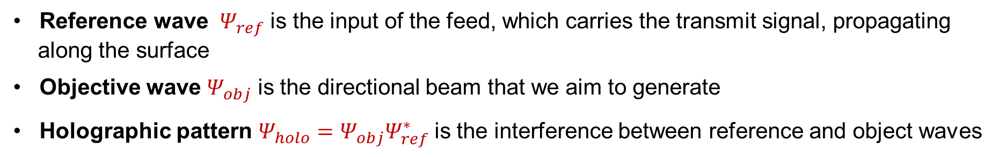 • Reference wave Ψ_ref is the input of the feed, which carries the transmit signal, propagating
along the surface
• Objective wave Ψ_obj is the directional beam that we aim to generate
• Holographic pattern Ψ_holo = Ψ_obj Ψ*_ref is the interference between reference and object waves